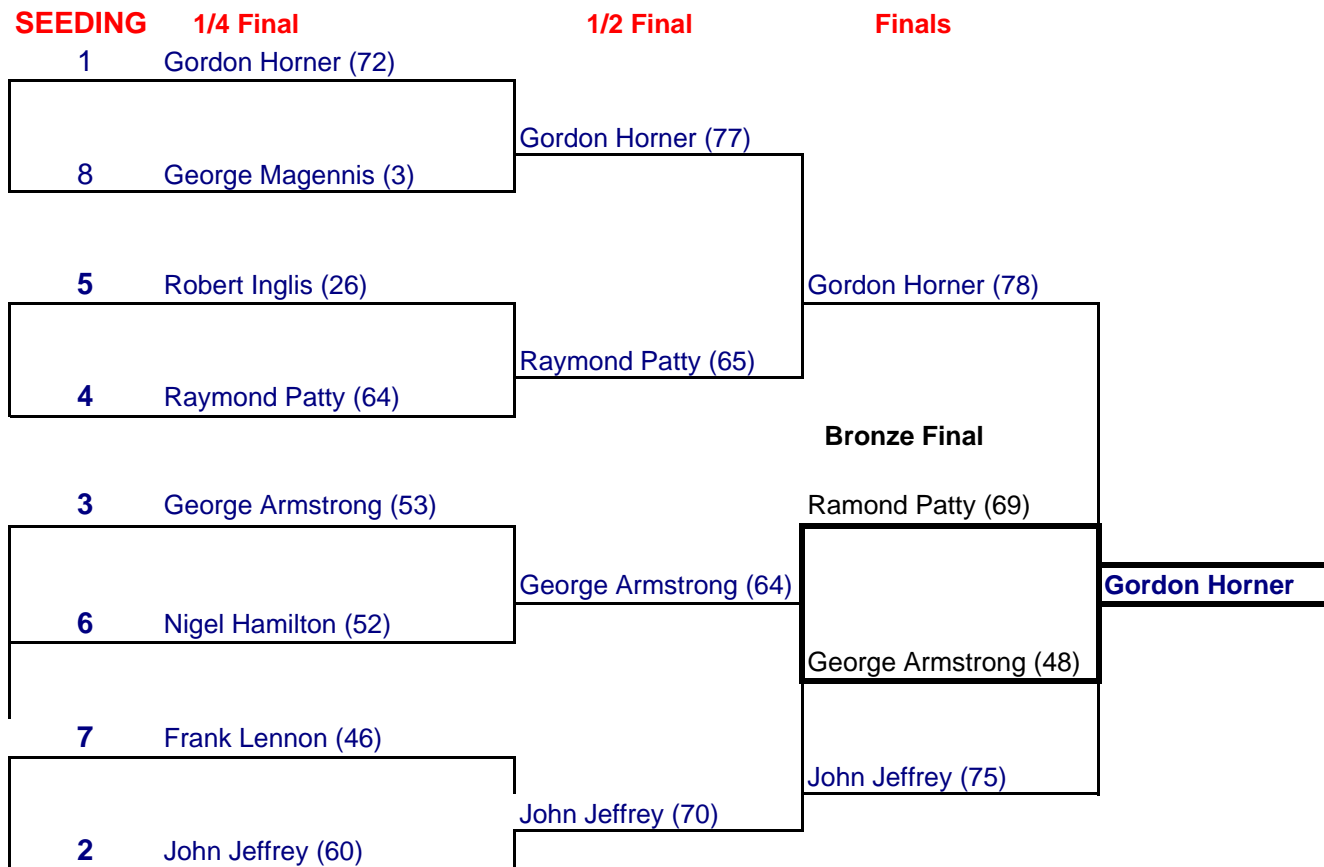 SEEDING 1/4 Final 1/2 Final Finals
1 Gordon Horner (72)
Gordon Horner (77)
8 George Magennis (3)
5 Robert Inglis (26) Gordon Horner (78)
Raymond Patty (65)
4 Raymond Patty (64)
Bronze Final
3 George Armstrong (53) Ramond Patty (69)
George Armstrong (64) Gordon Horner
6 Nigel Hamilton (52)
George Armstrong (48)
7 Frank Lennon (46)
John Jeffrey (75)
John Jeffrey (70)
2 John Jeffrey (60)